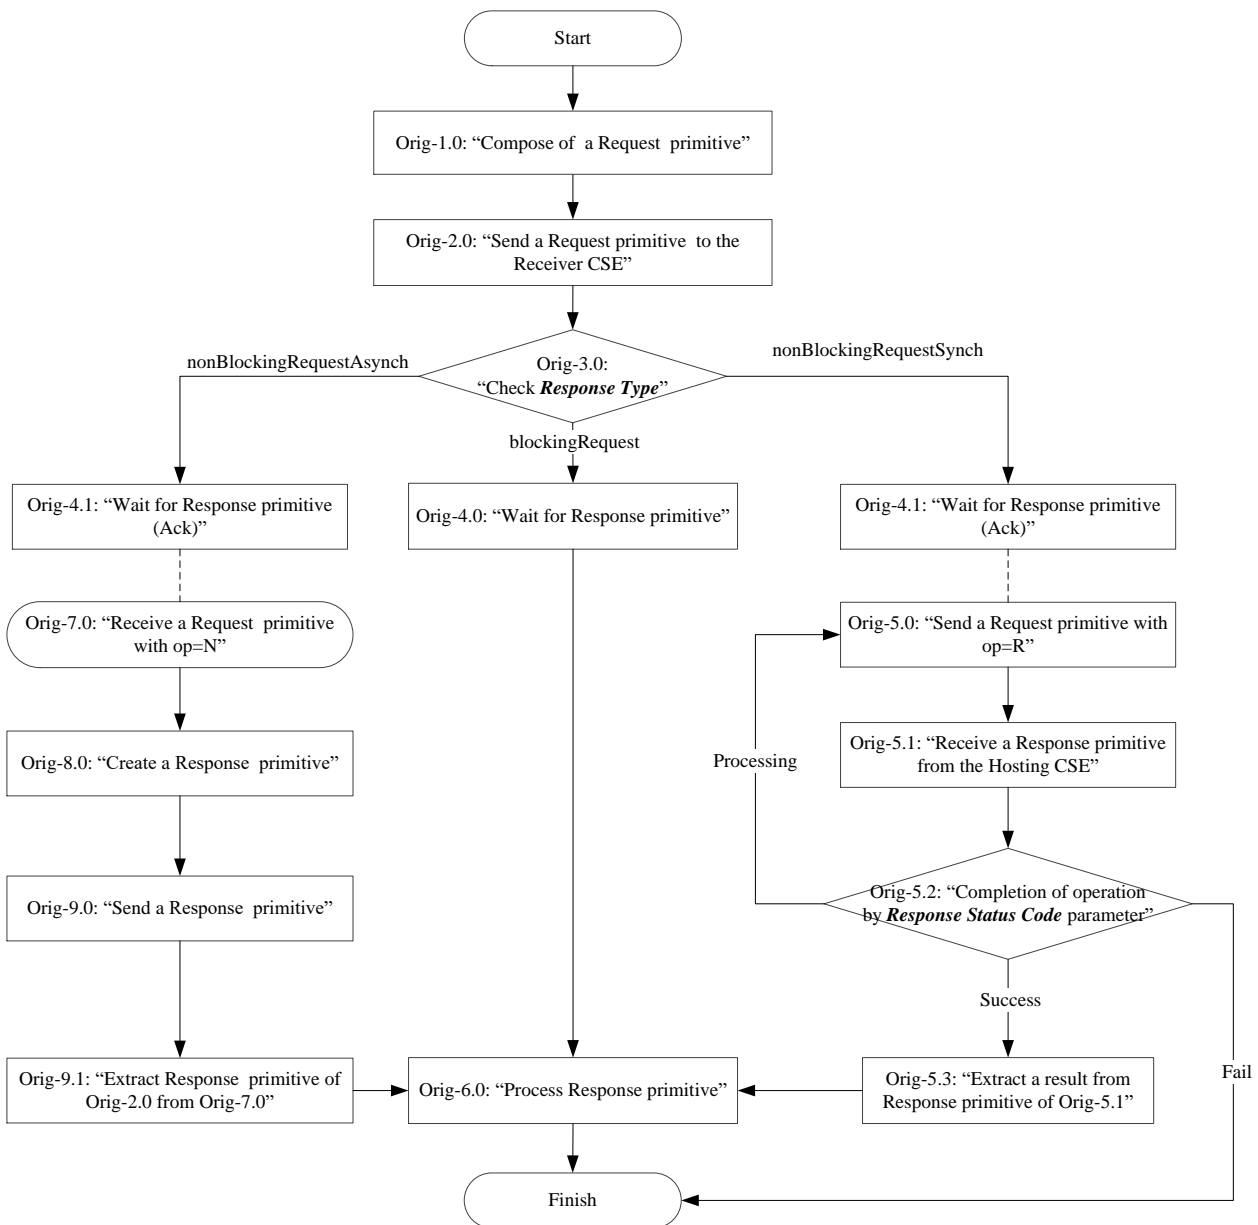 Start
Orig-1.0: “Compose of  a Request  primitive”
Orig-2.0: “Send a Request primitive  to the
Receiver CSE”
nonBlockingRequestAsynch
nonBlockingRequestSynch
Orig-3.0:
“Check Response Type”
blockingRequest
Orig-4.1: “Wait for Response primitive
(Ack)”
Orig-4.0: “Wait for Response primitive”
Orig-4.1: “Wait for Response primitive
(Ack)”
Orig-7.0: “Receive a Request  primitive
with op=N”
Orig-5.0: “Send a Request primitive with
op=R”
Orig-8.0: “Create a Response  primitive”
Processing
Orig-5.1: “Receive a Response primitive
from the Hosting CSE”
Orig-9.0: “Send a Response  primitive”
Orig-5.2: “Completion of operation
by Response Status Code parameter”
Success
Orig-9.1: “Extract Response  primitive of
Orig-2.0 from Orig-7.0”
Orig-6.0: “Process Response primitive”
Orig-5.3: “Extract a result from
Response primitive of Orig-5.1”
Fail
Finish